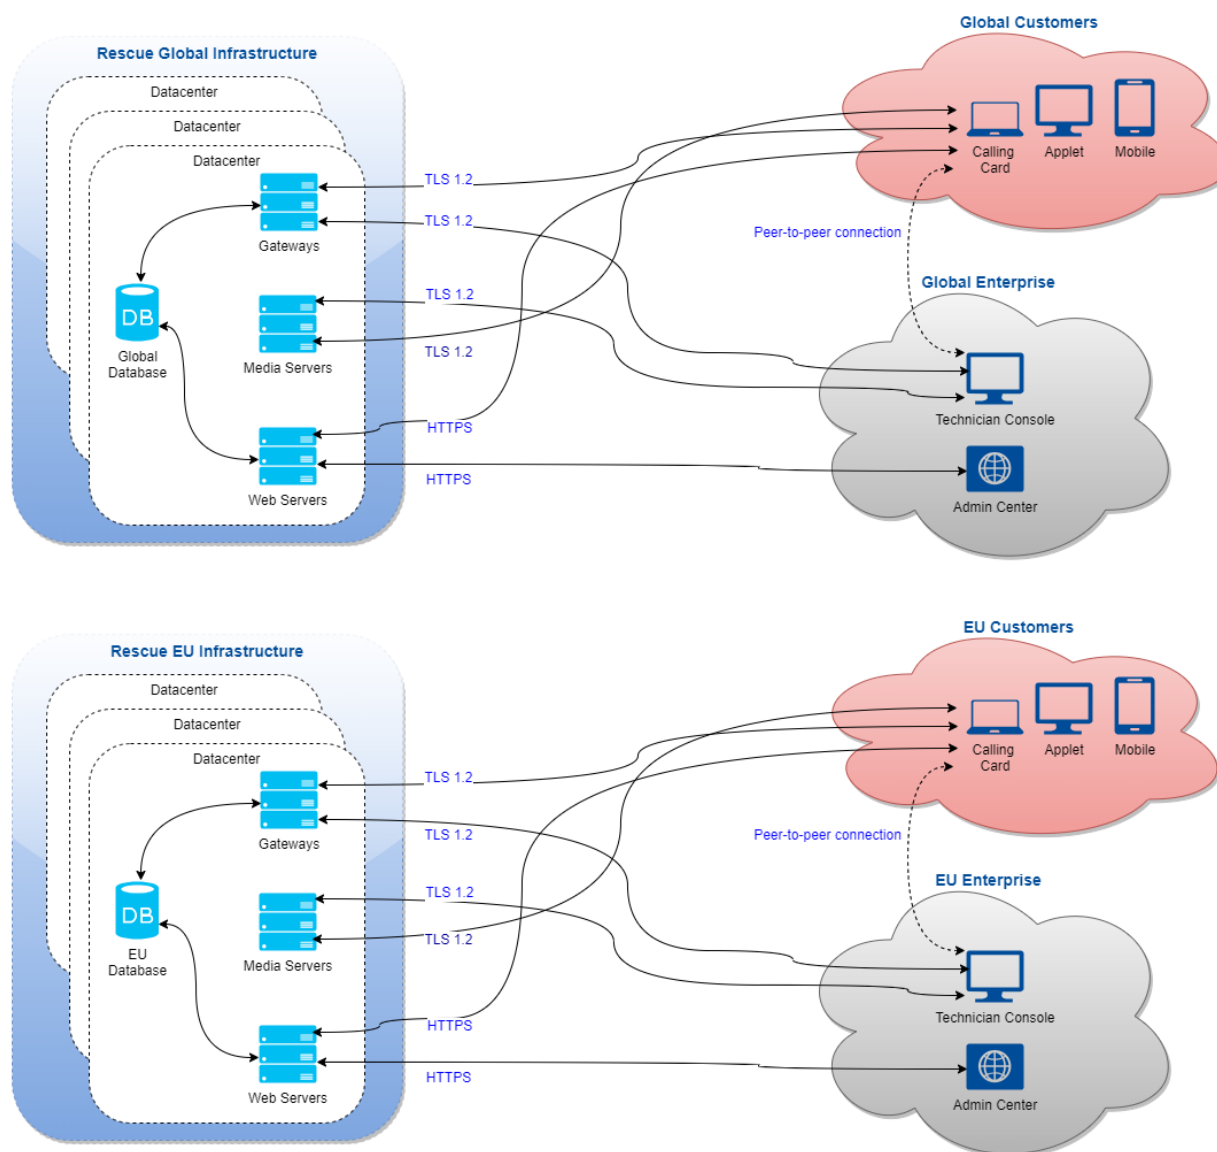 Global Customers
Rescue Global Infrastructure
Datacenter
Datacenter
Datacenter
Gateways
DB
Global
Database
Media Servers
Web Servers
TLS 1.2
TLS 1.2
TLS 1.2
TLS 1.2
HTTPS
HTTPS
Calling
Card
Applet
Mobile
Peer-to-peer connection
Global Enterprise
Technician Console
Admin Center
EU Customers
Rescue EU Infrastructure
Datacenter
Datacenter
Datacenter
Gateways
DB
EU
Database
Media Servers
Web Servers
TLS 1.2
TLS 1.2
TLS 1.2
TLS 1.2
HTTPS
HTTPS
Calling
Card
Applet
Mobile
Peer-to-peer connection
EU Enterprise
Technician Console
Admin Center